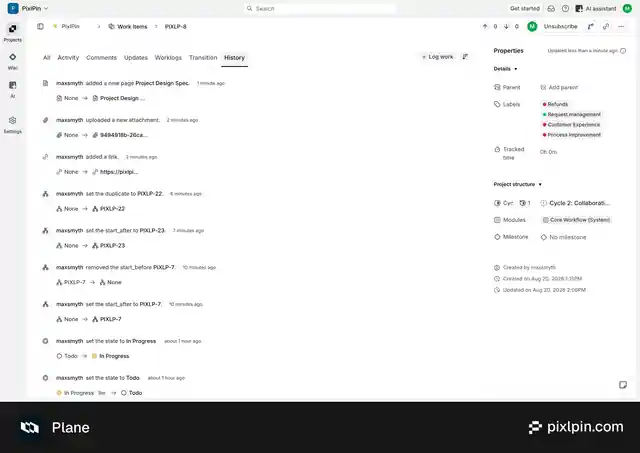 PixlPin
Search
Get started
AI assistant
M
Projects
Wiki
AI
Settings
PixlPin
Work Items
PIXLP-8
0
0
M
Unsubscribe
All
Activity
Comments
Updates
Worklogs
Transition
History
Log work
maxsmyth added a new page Project Design Spec. 1 minute ago
None → Project Design ...
maxsmyth uploaded a new attachment. 2 minutes ago
None → 9494918b-26ca...
maxsmyth added a link. 2 minutes ago
None → https://pixlpi...
maxsmyth set the duplicate to PIXLP-22. 6 minutes ago
None → PIXLP-22
maxsmyth set the start_after to PIXLP-23. 7 minutes ago
None → PIXLP-23
maxsmyth removed the start_before PIXLP-7. 10 minutes ago
PIXLP-7 → None
maxsmyth set the start_after to PIXLP-7. 10 minutes ago
None → PIXLP-7
maxsmyth set the state to In Progress about 1 hour ago
Todo → In Progress
maxsmyth set the state to Todo. about 1 hour ago
In Progress → Todo
Properties
Updated less than a minute ago
Details
Parent
Add parent
Labels
Refunds
Request management
Customer Experience
Process Improvement
Tracked time
0h 0m
Project structure
1
Cycle 2: Collaborati...
Modules
Core Workflow (System)
Milestone
No milestone
Created by maxsmyth
Created on Aug 20, 2026
Updated on Aug 20, 2026
Plane
pixlpin.com